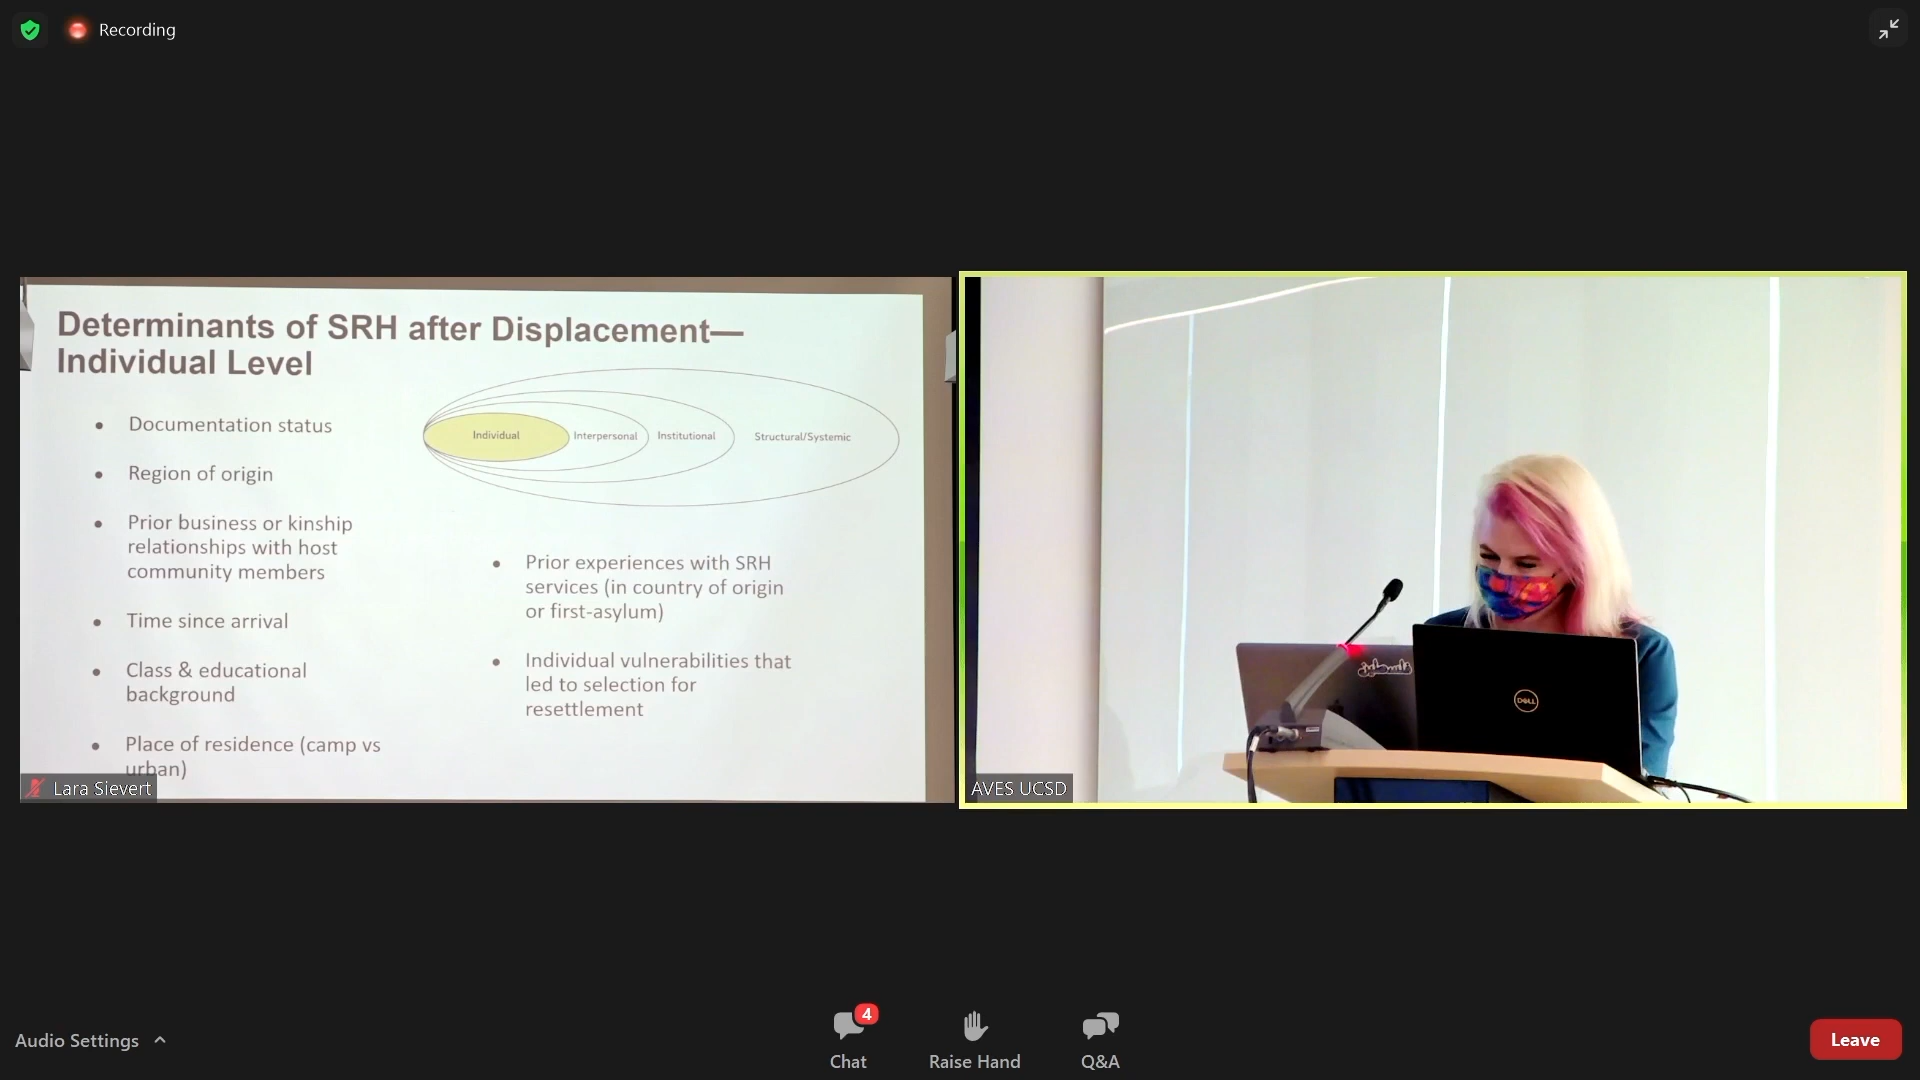 Recording
Determinants of SRH after Displacement—
Individual Level
Individual
Interpersonal
Institutional
Structural/Systemic
● Documentation status
● Region of origin
● Prior business or kinship
relationships with host
community members
● Time since arrival
● Class & educational
background
● Place of residence (camp vs
urban)
● Prior experiences with SRH
services (in country of origin
or first-asylum)
● Individual vulnerabilities that
led to selection for
resettlement
Lara Sievert
DELL
AVES UCSD
Audio Settings
4
Chat
Raise Hand
Q&A
Leave